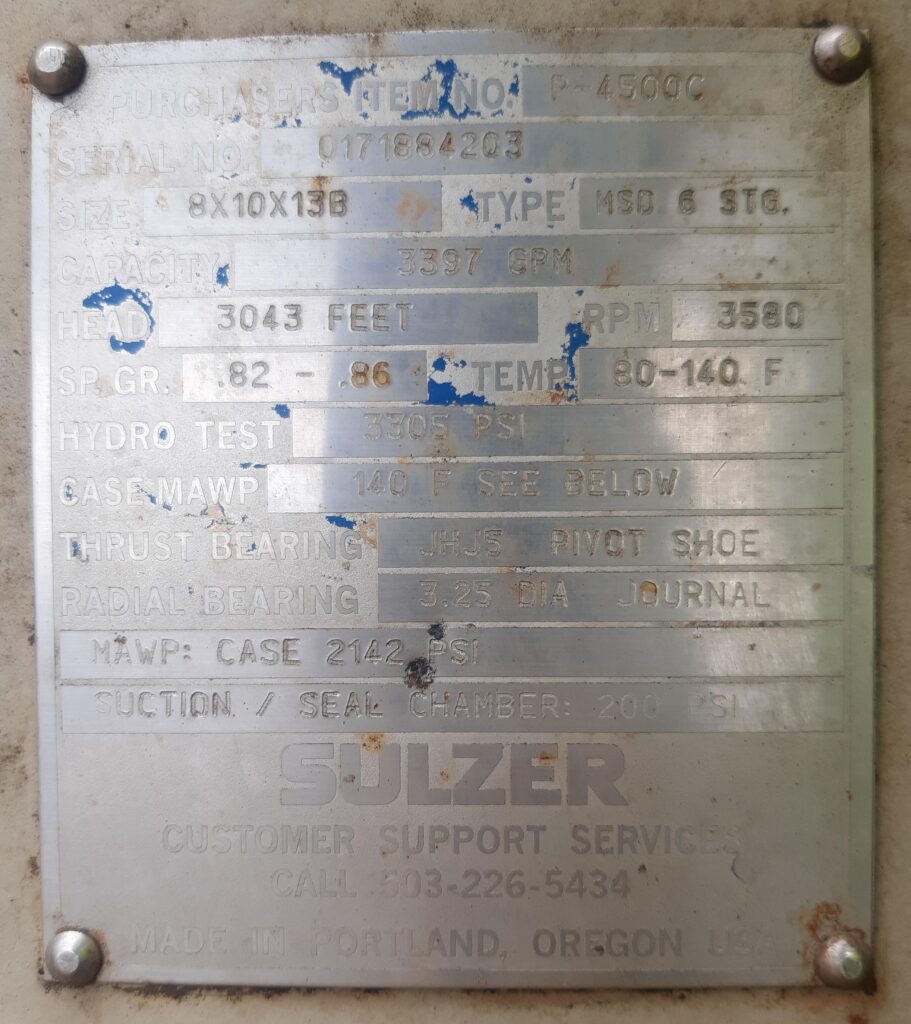 PURCHASERS ITEM NO. P-4500C
SERIAL NO. 0171884203
SIZE 8X10X13B TYPE MSD 6 STG.
CAPACITY 3397 GPM
HEAD 3043 FEET RPM 3580
SP. GR. .82 - .86 TEMP. 80-140 F
HYDRO TEST 3305 PSI
CASE MAWP 140 F SEE BELOW
THRUST BEARING JHJ5 PIVOT SHOE
RADIAL BEARING 3.25 DIA JOURNAL
MAWP: CASE 2142 PSI
SUCTION / SEAL CHAMBER: 200 PSI
SULZER
CUSTOMER SUPPORT SERVICES
CALL 503-226-5434
MADE IN PORTLAND, OREGON USA